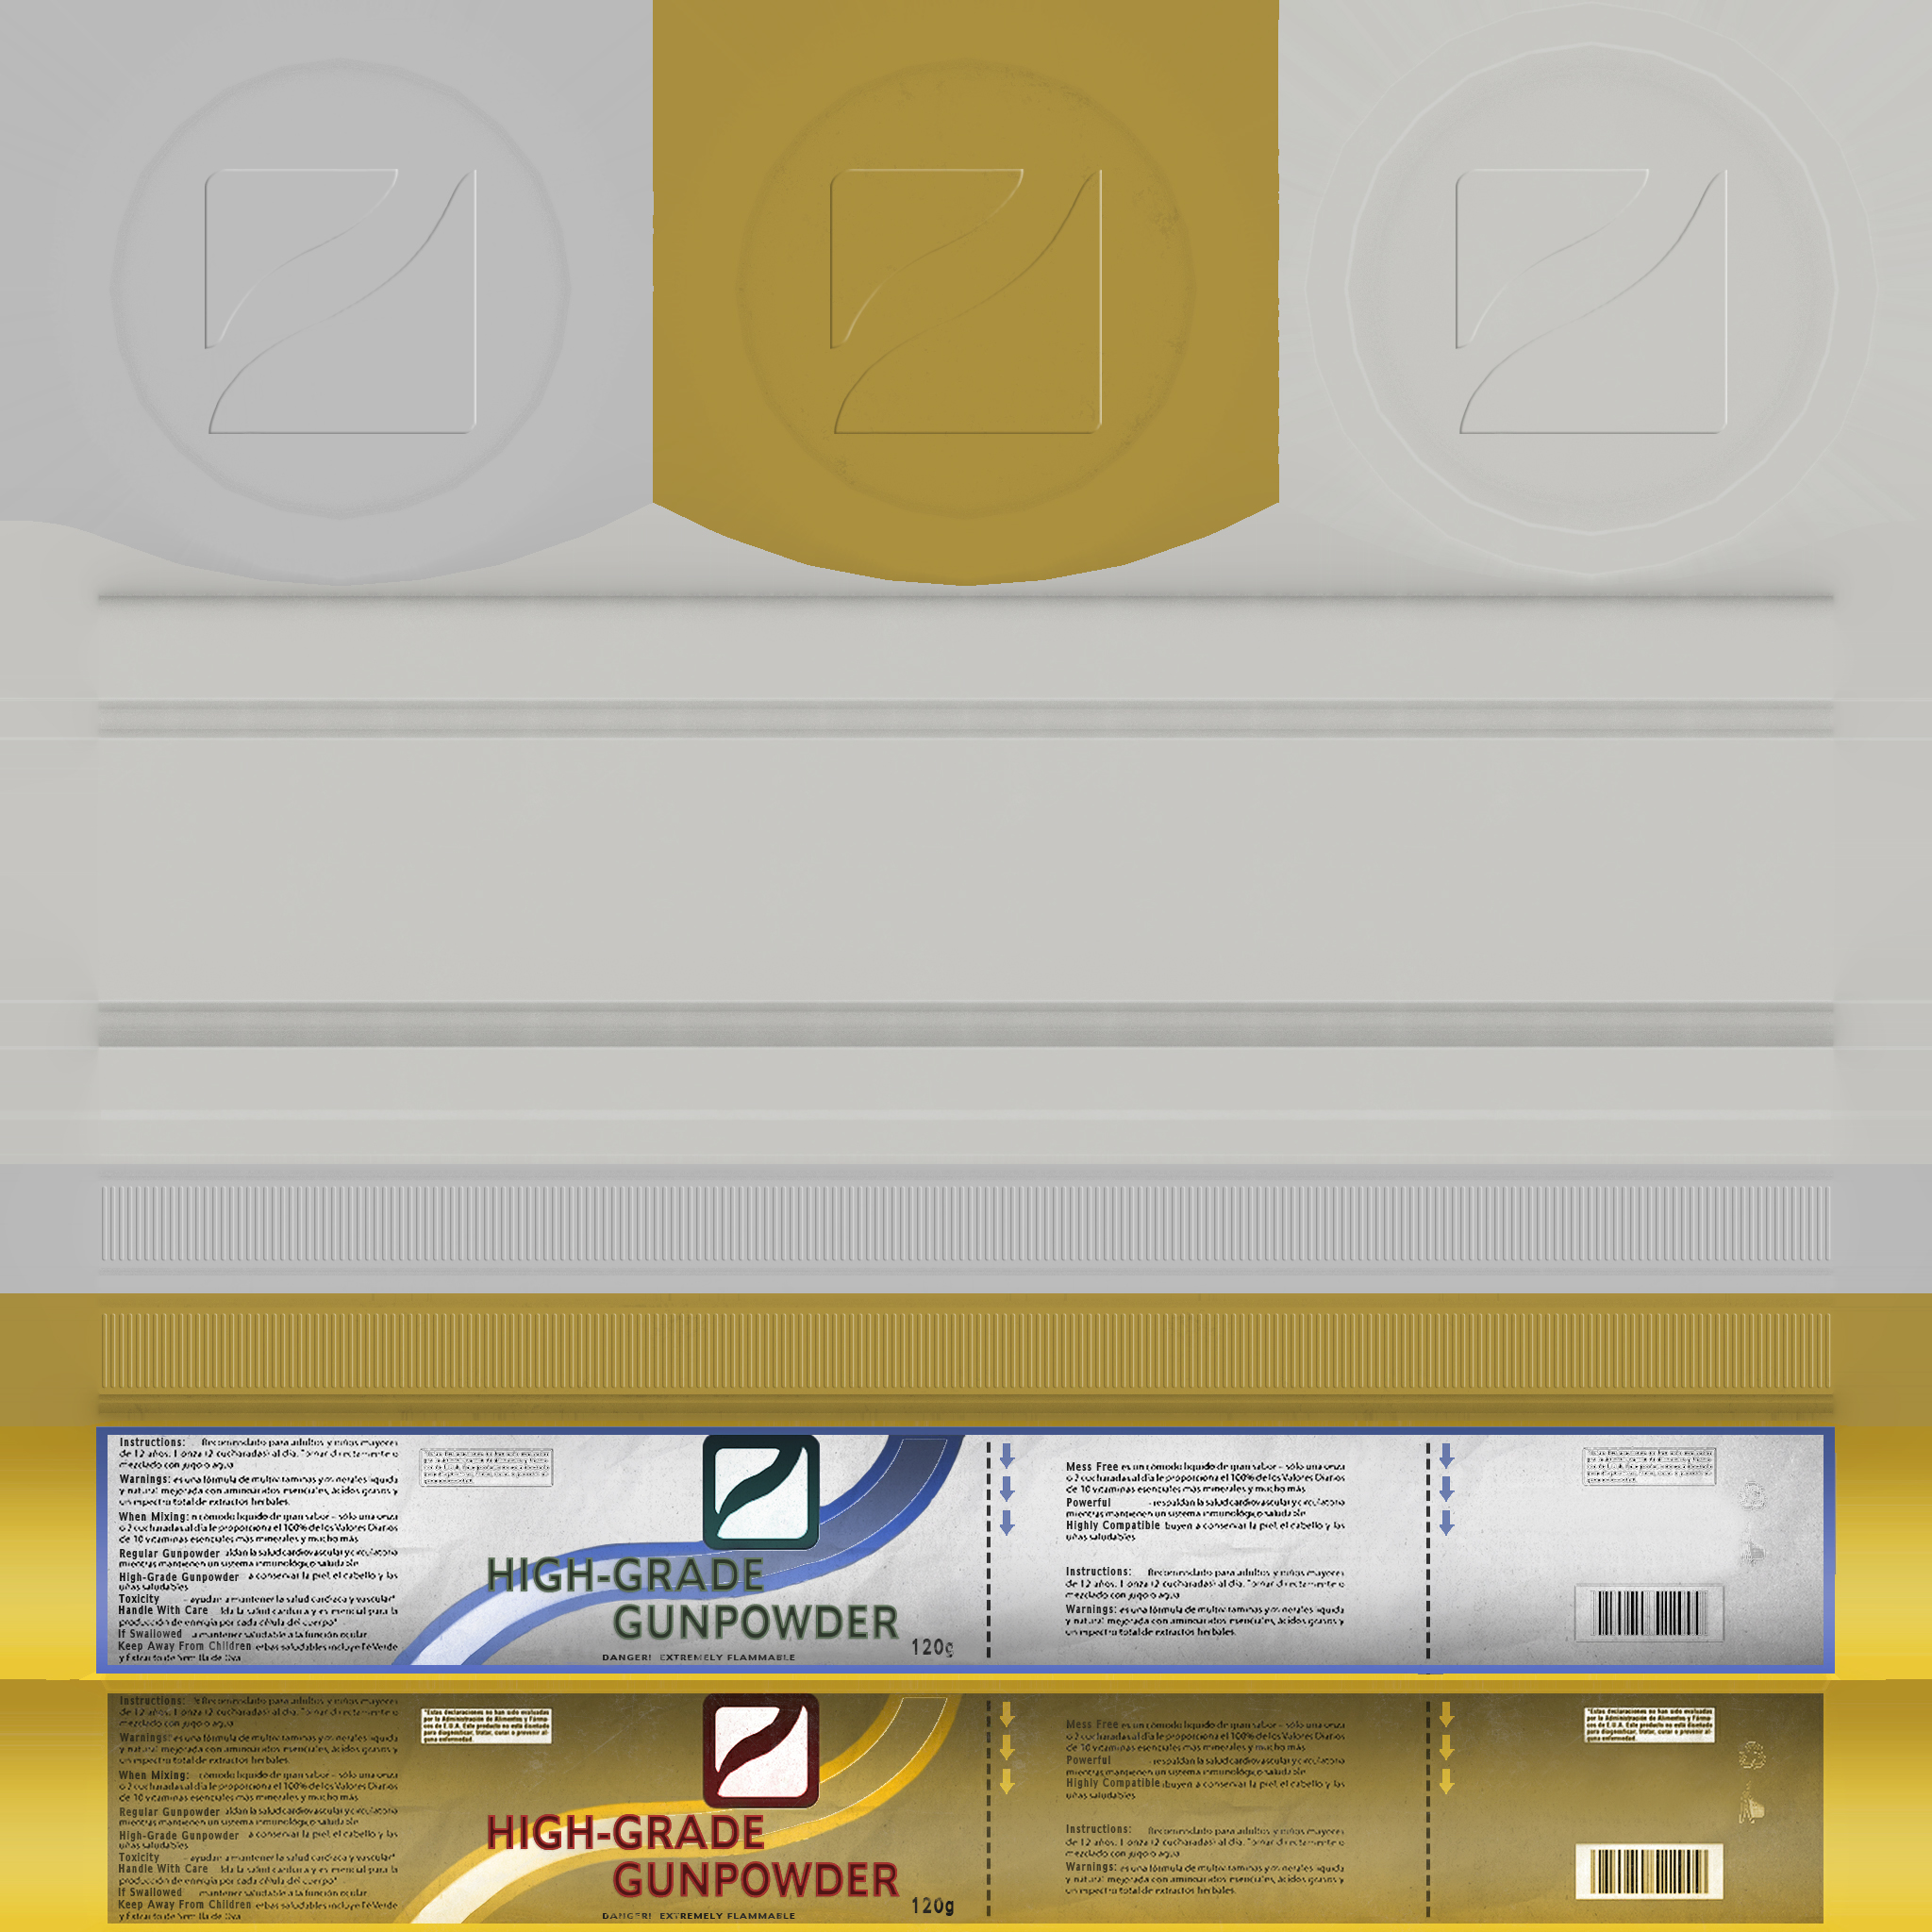 Instructions: Recomendado para adultos y niños mayores
de 12 años. 1 onza (2 cucharadas) al día. Tomar directamente o
mezclado con jugo o agua
Warnings: es una fórmula de multivitaminas y minerales líquida
y natural mejorada con aminoácidos esenciales, ácidos grasos y
un espectro total de extractos herbales.
When Mixing: n cómodo líquido de gran sabor – sólo una onza
o 2 cucharadas al día le proporciona el 100% de los Valores Diarios
de 10 vitaminas esenciales más minerales y mucho más.
Regular Gunpowder aldan la salud cardiovascular y circulatoria
mientras mantienen un sistema inmunológico saludable
High-Grade Gunpowder a conservar la piel, el cabello y las
uñas saludables
Toxicity - ayudan a mantener la salud cardíaca y vascular*
Handle With Care lda la salud cardíaca y es esencial para la
producción de energía por cada célula del cuerpo*
If Swallowed mantener saludable a la función ocular
Keep Away From Children erbas saludables incluye Té Verde
y Extracto de Semilla de Uva
HIGH-GRADE
GUNPOWDER
120g
DANGER! EXTREMELY FLAMMABLE
Mess Free es un cómodo líquido de gran sabor – sólo una onza
o 2 cucharadas al día le proporciona el 100% de los Valores Diarios
de 10 vitaminas esenciales más minerales y mucho más.
Powerful - respaldan la salud cardiovascular y circulatoria
mientras mantienen un sistema inmunológico saludable
Highly Compatible buyen a conservar la piel, el cabello y las
uñas saludables
Instructions: Recomendado para adultos y niños mayores
de 12 años. 1 onza (2 cucharadas) al día. Tomar directamente o
mezclado con jugo o agua
Warnings: es una fórmula de multivitaminas y minerales líquida
y natural mejorada con aminoácidos esenciales, ácidos grasos y
un espectro total de extractos herbales.
Instructions: Recomendado para adultos y niños mayores
de 12 años. 1 onza (2 cucharadas) al día. Tomar directamente o
mezclado con jugo o agua
Warnings: es una fórmula de multivitaminas y minerales líquida
y natural mejorada con aminoácidos esenciales, ácidos grasos y
un espectro total de extractos herbales.
When Mixing: cómodo líquido de gran sabor – sólo una onza
o 2 cucharadas al día le proporciona el 100% de los Valores Diarios
de 10 vitaminas esenciales más minerales y mucho más.
Regular Gunpowder aldan la salud cardiovascular y circulatoria
mientras mantienen un sistema inmunológico saludable
High-Grade Gunpowder a conservar la piel, el cabello y las
uñas saludables
Toxicity - ayudan a mantener la salud cardíaca y vascular*
Handle With Care lda la salud cardíaca y es esencial para la
producción de energía por cada célula del cuerpo*
If Swallowed mantener saludable a la función ocular
Keep Away From Children erbas saludables incluye Té Verde
y Extracto de Semilla de Uva
*Estas declaraciones no han sido evaluadas
por la Administración de Alimentos y Fárma-
cos de E.U.A. Este producto no está diseñado
para diagnosticar, tratar, curar o prevenir al-
guna enfermedad.
HIGH-GRADE
GUNPOWDER
120g
DANGER! EXTREMELY FLAMMABLE
Mess Free es un cómodo líquido de gran sabor – sólo una onza
o 2 cucharadas al día le proporciona el 100% de los Valores Diarios
de 10 vitaminas esenciales más minerales y mucho más.
Powerful - respaldan la salud cardiovascular y circulatoria
mientras mantienen un sistema inmunológico saludable
Highly Compatible buyen a conservar la piel, el cabello y las
uñas saludables
Instructions: Recomendado para adultos y niños mayores
de 12 años. 1 onza (2 cucharadas) al día. Tomar directamente o
mezclado con jugo o agua
Warnings: es una fórmula de multivitaminas y minerales líquida
y natural mejorada con aminoácidos esenciales, ácidos grasos y
un espectro total de extractos herbales.
*Estas declaraciones no han sido evaluadas
por la Administración de Alimentos y Fárma-
cos de E.U.A. Este producto no está diseñado
para diagnosticar, tratar, curar o prevenir al-
guna enfermedad.